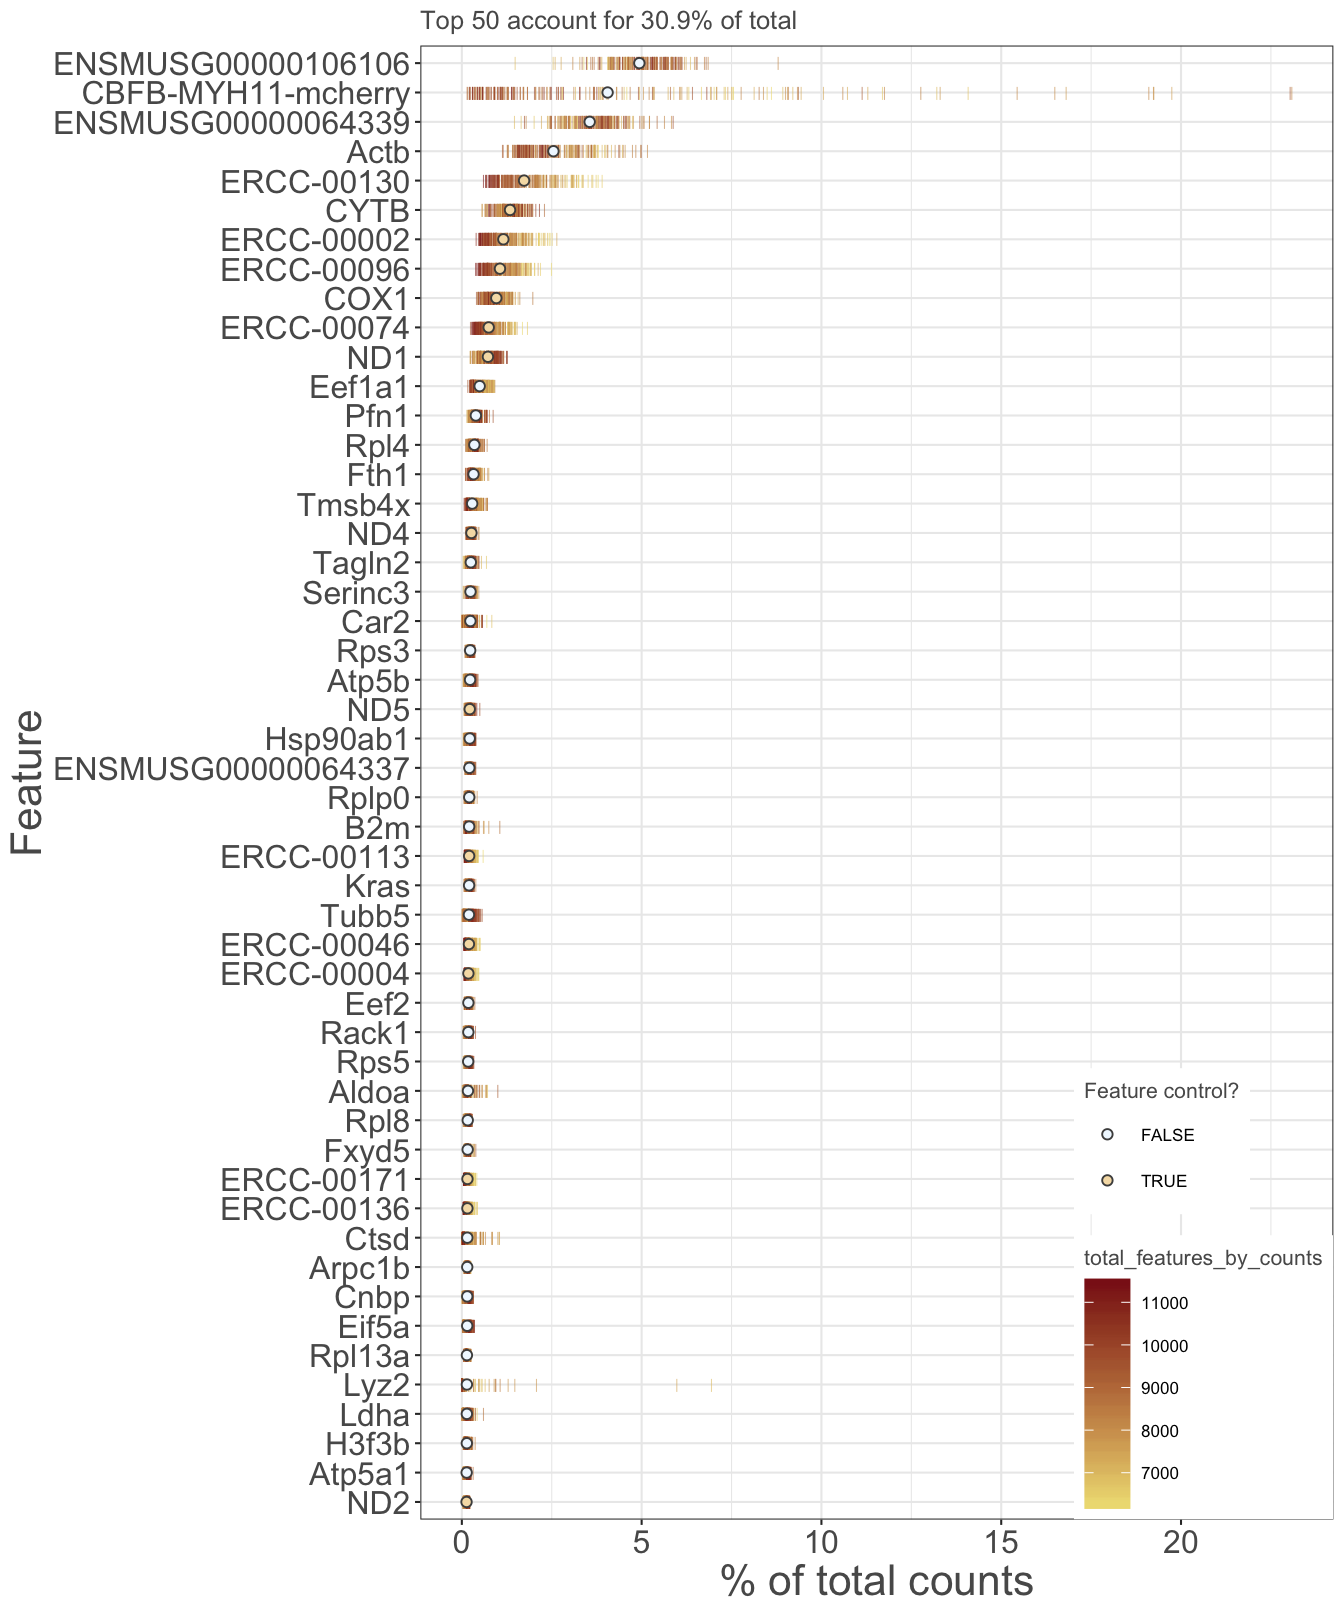 Top 50 account for 30.9% of total
ENSMUSG00000106106
CBFB-MYH11-mcherry
ENSMUSG00000064339
Actb
ERCC-00130
CYTB
ERCC-00002
ERCC-00096
COX1
ERCC-00074
ND1
Eef1a1
Pfn1
Rpl4
Fth1
Tmsb4x
ND4
Tagln2
Serinc3
Car2
Rps3
Atp5b
ND5
Hsp90ab1
ENSMUSG00000064337
Rplp0
B2m
ERCC-00113
Kras
Tubb5
ERCC-00046
ERCC-00004
Eef2
Rack1
Rps5
Aldoa
Rpl8
Fxyd5
ERCC-00171
ERCC-00136
Ctsd
Arpc1b
Cnbp
Eif5a
Rpl13a
Lyz2
Ldha
H3f3b
Atp5a1
ND2
Feature
0 5 10 15 20
% of total counts
Feature control?
FALSE
TRUE
total_features_by_counts
11000
10000
9000
8000
7000